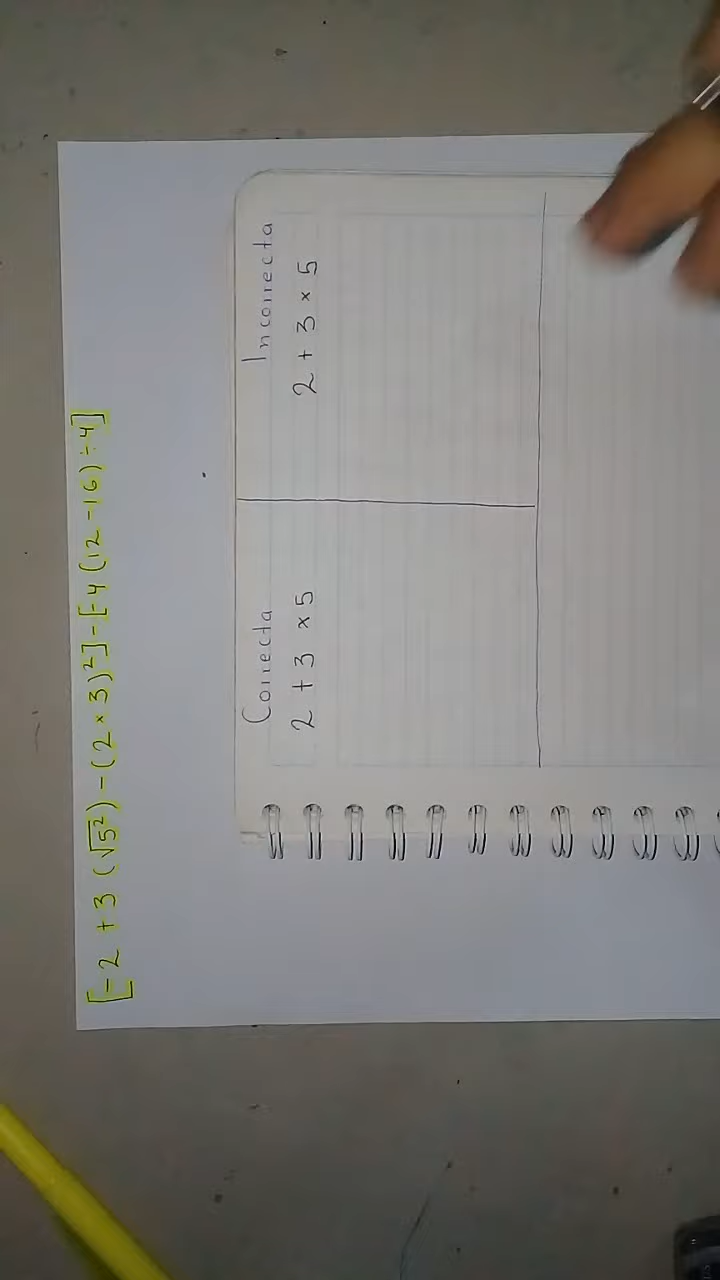 [-2 + 3 (√5²) - (2 × 3)²] - [-4 (12 - 16) ÷ 4]
Correcta
Incorrecta
2 + 3 × 5
2 + 3 × 5